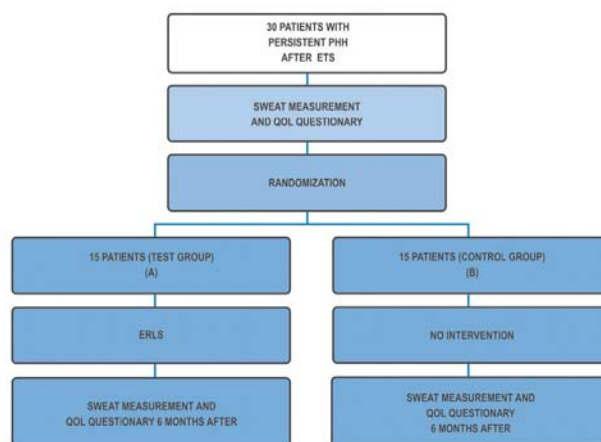 30 PATIENTS WITH
PERSISTENT PHH
AFTER ETS
SWEAT MEASUREMENT
AND QOL QUESTIONARY
RANDOMIZATION
15 PATIENTS (TEST GROUP)
(A)
15 PATIENTS (CONTROL GROUP)
(B)
ERLS
NO INTERVENTION
SWEAT MEASUREMENT AND
QOL QUESTIONARY 6 MONTHS AFTER
SWEAT MEASUREMENT AND
QOL QUESTIONARY
6 MONTHS AFTER